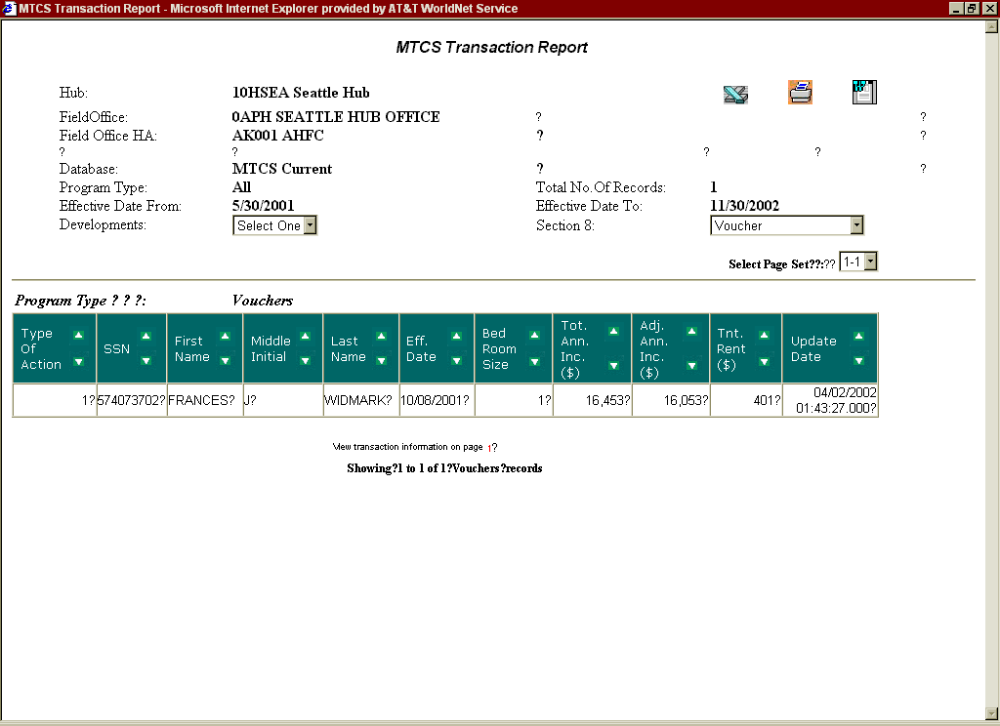 MTCS Transaction Report - Microsoft Internet Explorer provided by AT&T WorldNet Service
MTCS Transaction Report
Hub: 10HSEA Seattle Hub
FieldOffice: 0APH SEATTLE HUB OFFICE ? ?
Field Office HA: AK001 AHFC ? ?
? ? ? ?
Database: MTCS Current ? ?
Program Type: All Total No.Of Records: 1
Effective Date From: 5/30/2001 Effective Date To: 11/30/2002
Developments: Select One Section 8: Voucher
Select Page Set??:?? 1-1
Program Type ? ? ?: Vouchers
Type Of Action SSN First Name Middle Initial Last Name Eff. Date Bed Room Size Tot. Ann. Inc. ($) Adj. Ann. Inc. ($) Tnt. Rent ($) Update Date
1? 574073702? FRANCES? J? WIDMARK? 10/08/2001? 1? 16,453? 16,053? 401? 04/02/2002 01:43:27.000?
View transaction information on page 1?
Showing?1 to 1 of 1?Vouchers?records